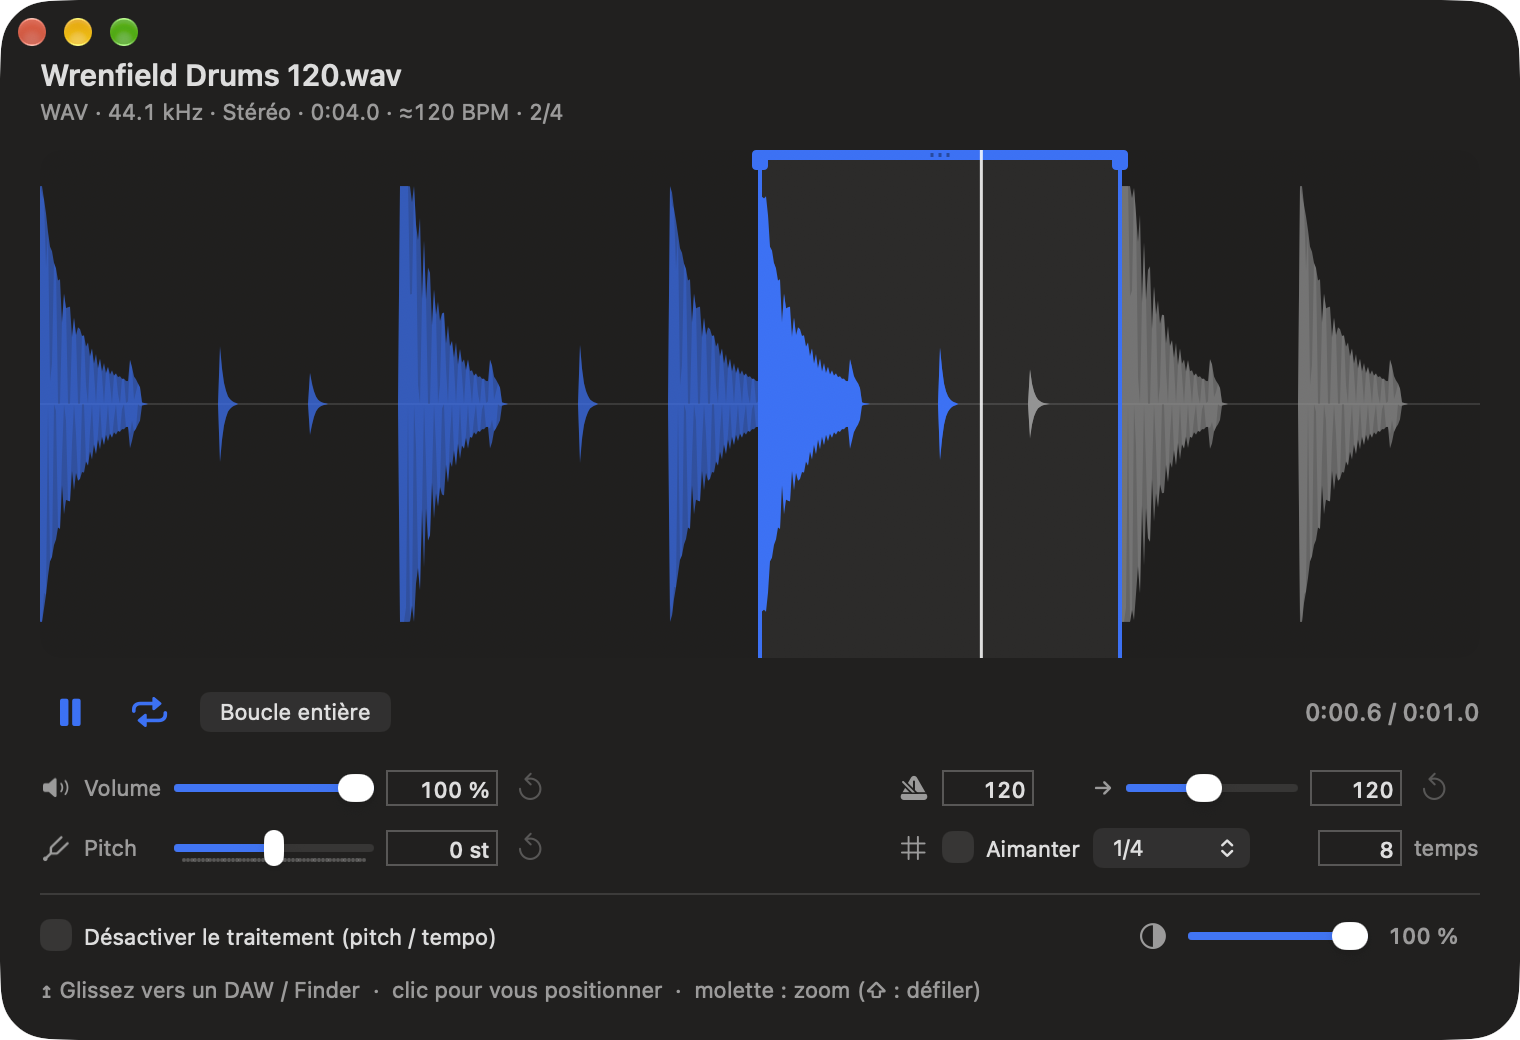 Wrenfield Drums 120.wav
WAV · 44.1 kHz · Stéréo · 0:04.0 · ≈120 BPM · 2/4
Boucle entière
0:00.6 / 0:01.0
Volume 100 % 120 → 120
Pitch 0 st Aimanter 1/4 8 temps
Désactiver le traitement (pitch / tempo) 100 %
↥ Glissez vers un DAW / Finder · clic pour vous positionner · molette : zoom (⇧ : défiler)